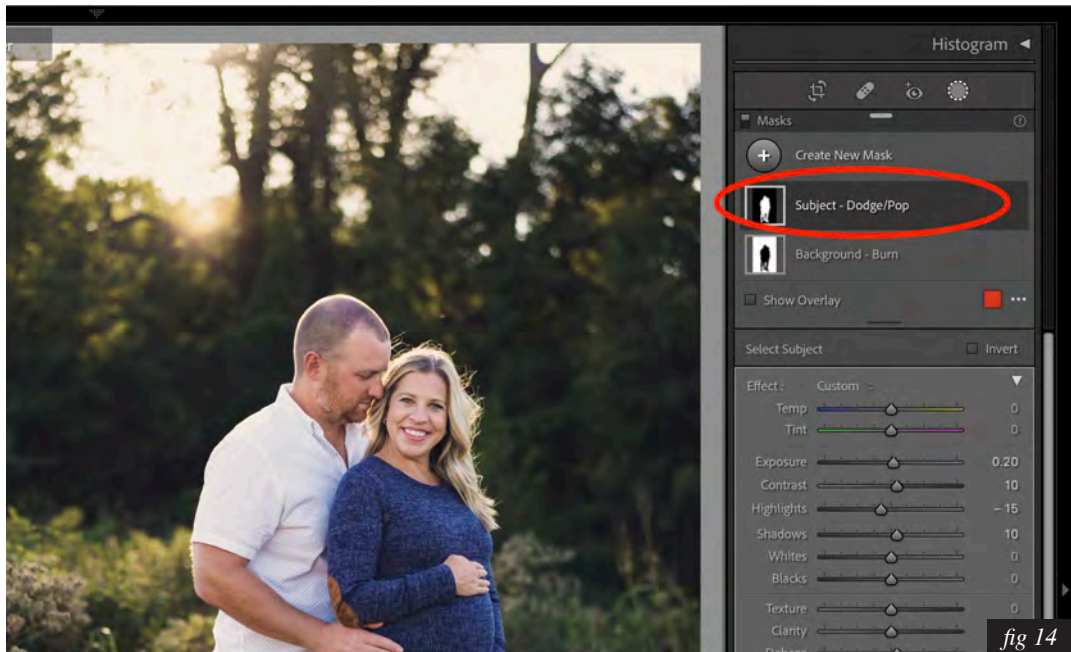 r
Histogram
Masks
Create New Mask
Subject - Dodge/Pop
Background - Burn
Show Overlay
Select Subject
Invert
Effect :
Custom
Temp
0
Tint
0
Exposure
0.20
Contrast
10
Highlights
– 15
Shadows
10
Whites
0
Blacks
0
Texture
0
Clarity
Dehaze
fig 14